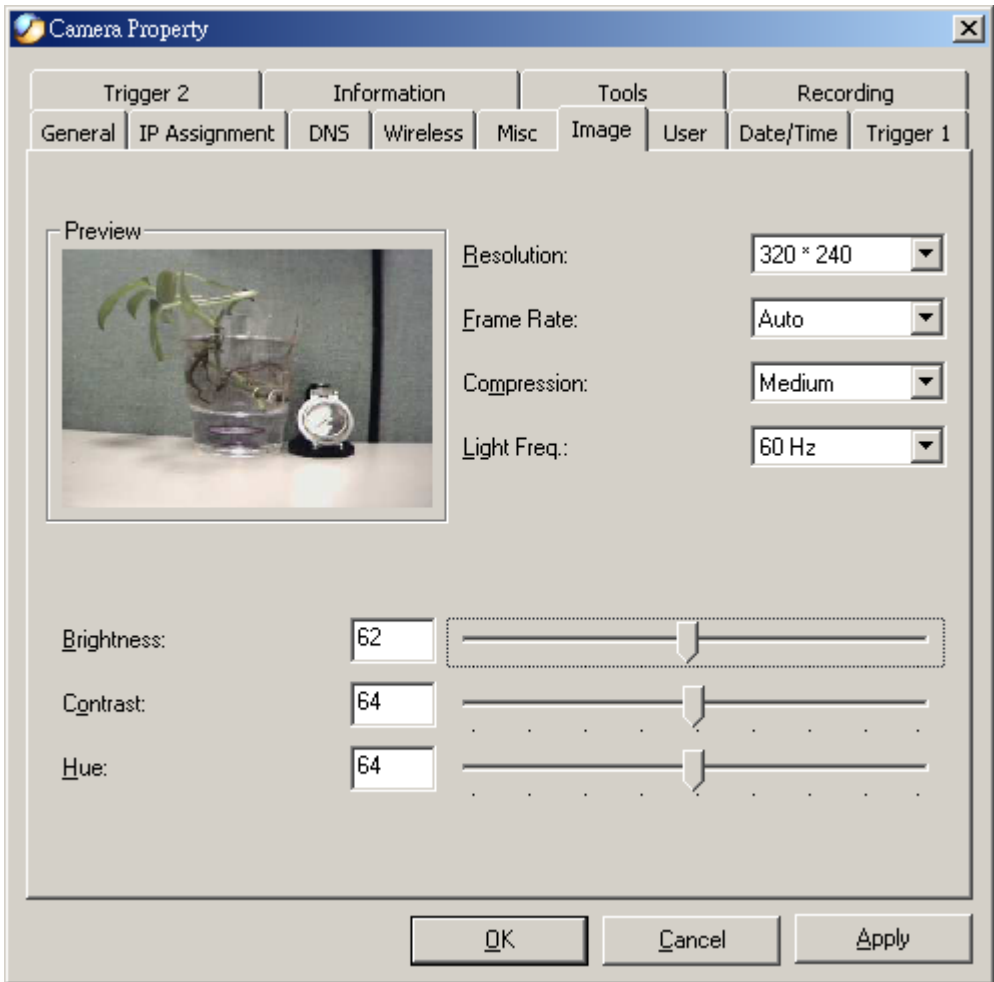 Camera Property
Trigger 2 Information Tools Recording
General IP Assignment DNS Wireless Misc Image User Date/Time Trigger 1
Preview
Resolution: 320 * 240
Frame Rate: Auto
Compression: Medium
Light Freq.: 60 Hz
Brightness: 62
Contrast: 64
Hue: 64
OK Cancel Apply